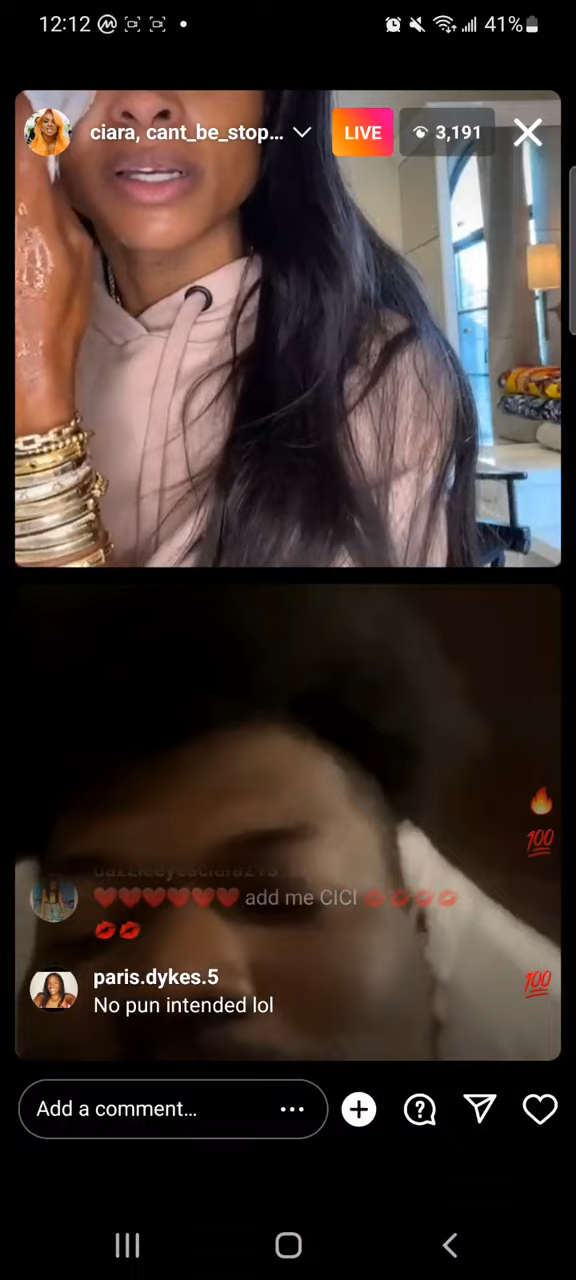 12:12
41%
ciara, cant_be_stop...
LIVE
3,191
add me CICI
paris.dykes.5
No pun intended lol
100
100
Add a comment...